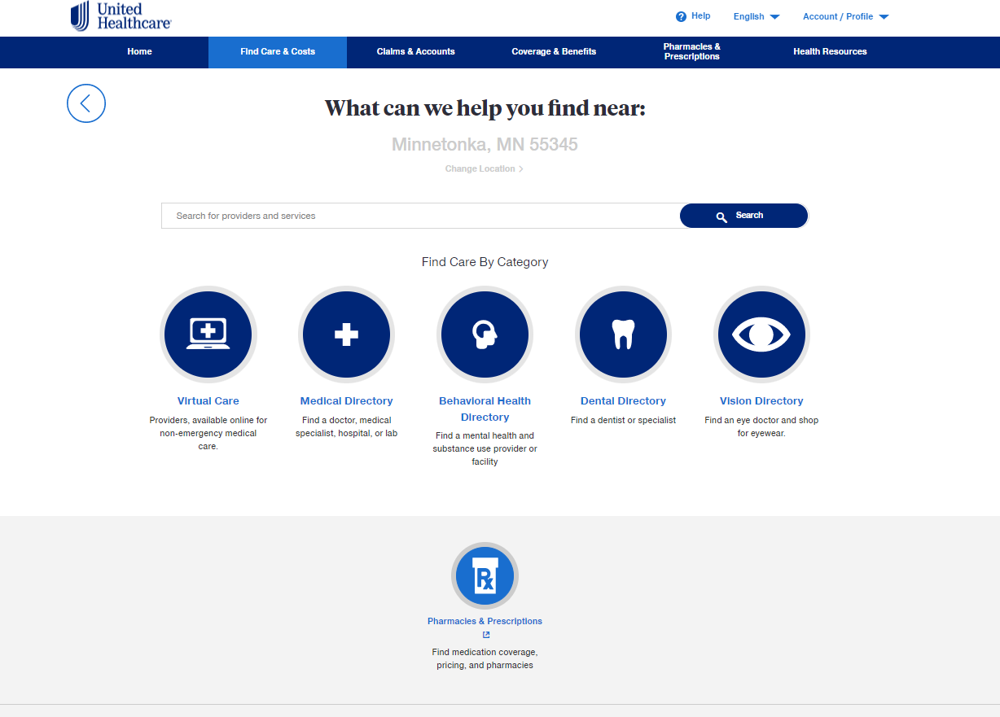 United
Healthcare®
Help
English
Account / Profile
Home
Find Care & Costs
Claims & Accounts
Coverage & Benefits
Pharmacies &
Prescriptions
Health Resources
What can we help you find near:
Minnetonka, MN 55345
Change Location
Search for providers and services
Search
Find Care By Category
Virtual Care
Providers, available online for
non-emergency medical
care.
Medical Directory
Find a doctor, medical
specialist, hospital, or lab
Behavioral Health
Directory
Find a mental health and
substance use provider or
facility
Dental Directory
Find a dentist or specialist
Vision Directory
Find an eye doctor and shop
for eyewear.
Rx
Pharmacies & Prescriptions
Find medication coverage,
pricing, and pharmacies